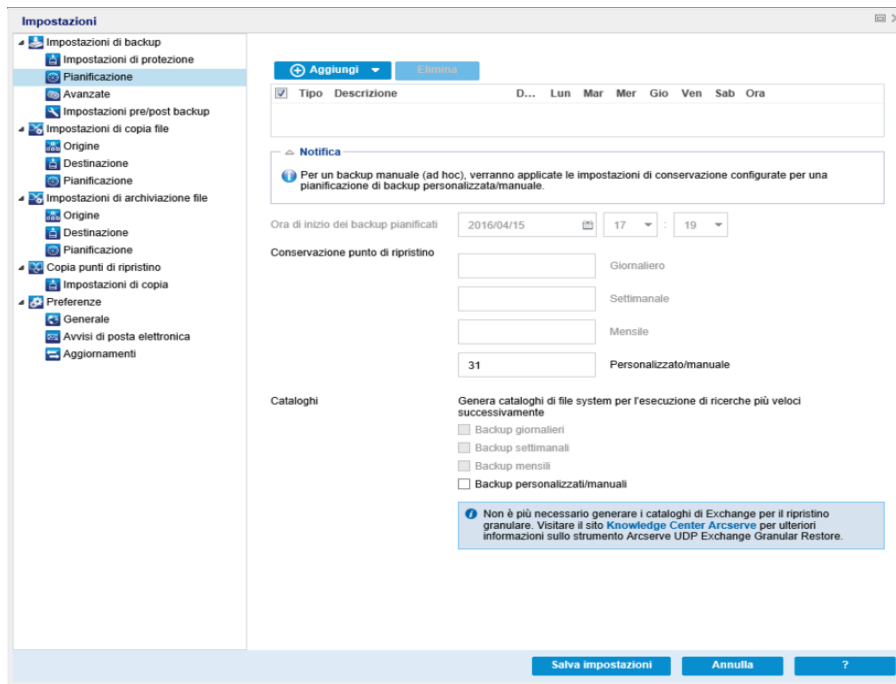 Impostazioni
Impostazioni di backup
Impostazioni di protezione
Pianificazione
Avanzate
Impostazioni pre/post backup
Impostazioni di copia file
Origine
Destinazione
Pianificazione
Impostazioni di archiviazione file
Origine
Destinazione
Pianificazione
Copia punti di ripristino
Impostazioni di copia
Preferenze
Generale
Avvisi di posta elettronica
Aggiornamenti
Aggiungi Elimina
Tipo Descrizione D... Lun Mar Mer Gio Ven Sab Ora
Notifica
Per un backup manuale (ad hoc), verranno applicate le impostazioni di conservazione configurate per una
pianificazione di backup personalizzata/manuale.
Ora di inizio dei backup pianificati 2016/04/15 17 : 19
Conservazione punto di ripristino
Giornaliero
Settimanale
Mensile
31 Personalizzato/manuale
Cataloghi Genera cataloghi di file system per l'esecuzione di ricerche più veloci
successivamente
Backup giornalieri
Backup settimanali
Backup mensili
Backup personalizzati/manuali
Non è più necessario generare i cataloghi di Exchange per il ripristino
granulare. Visitare il sito Knowledge Center Arcserve per ulteriori
informazioni sullo strumento Arcserve UDP Exchange Granular Restore.
Salva impostazioni Annulla ?